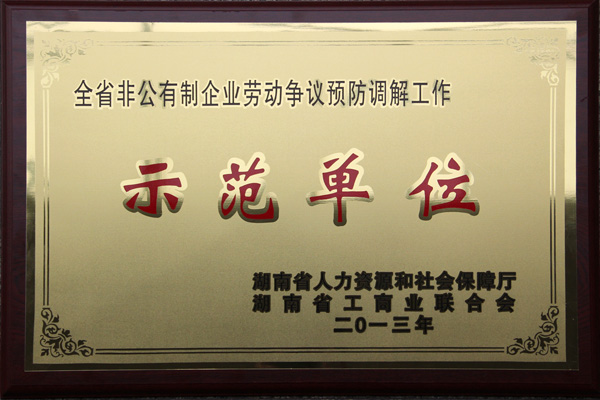 全省非公有制企业劳动争议预防调解工作
示范单位
湖南省人力资源和社会保障厅
湖南省工商业联合会
二0一三年